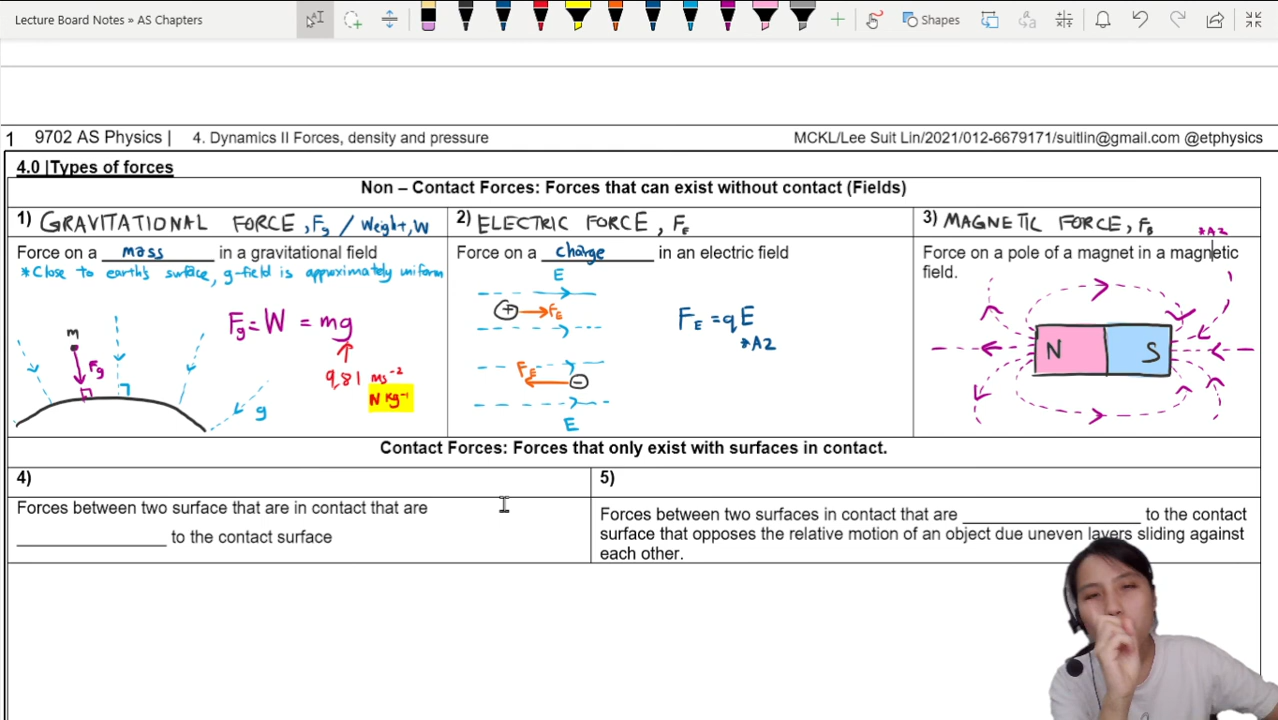 Lecture Board Notes » AS Chapters
Shapes
1 9702 AS Physics | 4. Dynamics II Forces, density and pressure MCKL/Lee Suit Lin/2021/012-6679171/suitlin@gmail.com @etphysics
4.0 |Types of forces
Non – Contact Forces: Forces that can exist without contact (Fields)
1) GRAVITATIONAL FORCE, Fg / Weight, W
Force on a mass in a gravitational field
*Close to earth's surface, g-field is approximately uniform
m
Fg
Fg = W = mg
9.81 ms⁻²
N kg⁻¹
g
2) ELECTRIC FORCE, FE
Force on a charge in an electric field
E
+ FE
FE = qE
*A2
FE −
E
3) MAGNETIC FORCE, FB
*A2
Force on a pole of a magnet in a magnetic
field.
N S
Contact Forces: Forces that only exist with surfaces in contact.
4)
Forces between two surface that are in contact that are
____________ to the contact surface
5)
Forces between two surfaces in contact that are ____________ to the contact
surface that opposes the relative motion of an object due uneven layers sliding against
each other.